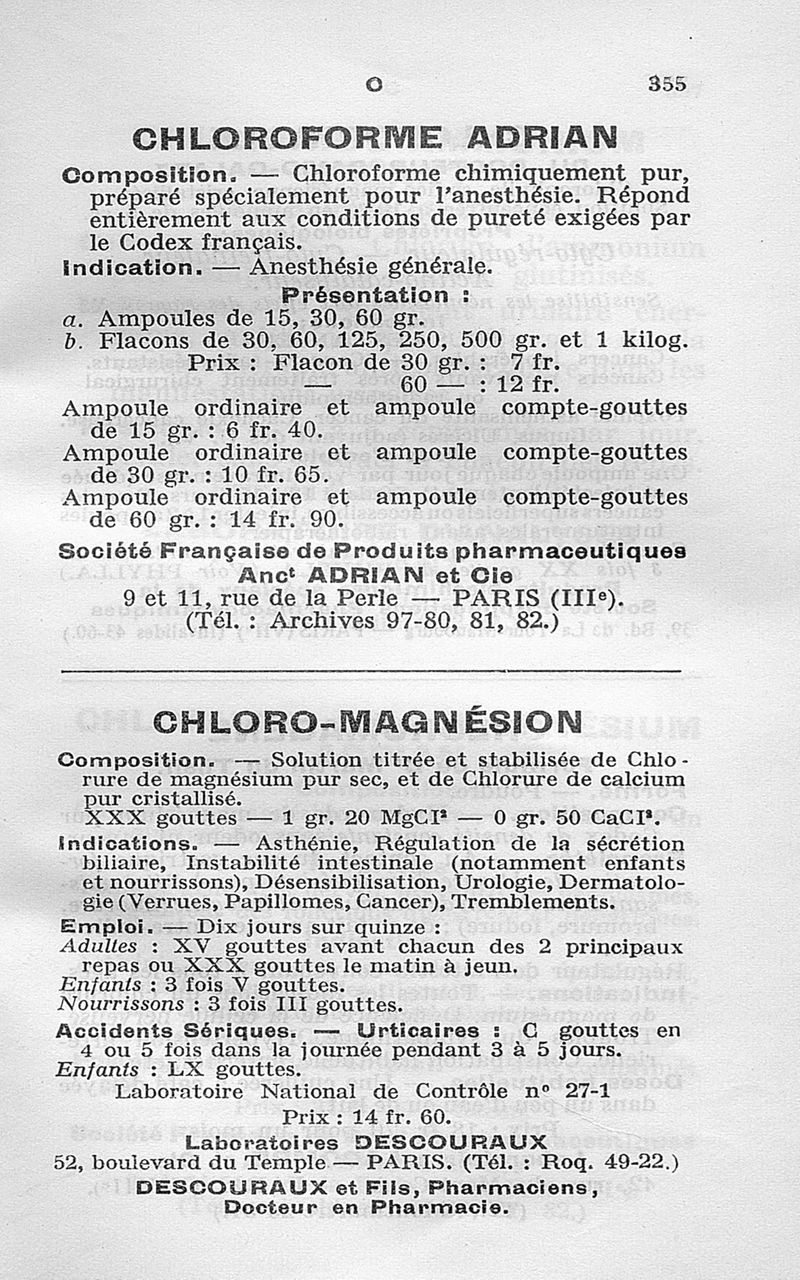 C 355
CHLOROFORME ADRIAN
Composition. — Chloroforme chimiquement pur,
préparé spécialement pour l'anesthésie. Répond
entièrement aux conditions de pureté exigées par
le Codex français.
Indication. — Anesthésie générale.
Présentation :
a. Ampoules de 15, 30, 60 gr.
b. Flacons de 30, 60, 125, 250, 500 gr. et 1 kilog.
Prix : Flacon de 30 gr. : 7 fr.
— 60 — : 12 fr.
Ampoule ordinaire et ampoule compte-gouttes
de 15 gr. : 6 fr. 40.
Ampoule ordinaire et ampoule compte-gouttes
de 30 gr. : 10 fr. 65.
Ampoule ordinaire et ampoule compte-gouttes
de 60 gr. : 14 fr. 90.
Société Française de Produits pharmaceutiques
Ancᵗ ADRIAN et Cie
9 et 11, rue de la Perle — PARIS (IIIᵉ).
(Tél. : Archives 97-80, 81, 82.)
CHLORO-MAGNÉSION
Composition. — Solution titrée et stabilisée de Chlo-
rure de magnésium pur sec, et de Chlorure de calcium
pur cristallisé.
XXX gouttes — 1 gr. 20 MgCl² — 0 gr. 50 CaCl².
Indications. — Asthénie, Régulation de la sécrétion
biliaire, Instabilité intestinale (notamment enfants
et nourrissons), Désensibilisation, Urologie, Dermatolo-
gie (Verrues, Papillomes, Cancer), Tremblements.
Emploi. — Dix jours sur quinze :
Adultes : XV gouttes avant chacun des 2 principaux
repas ou XXX gouttes le matin à jeun.
Enfants : 3 fois V gouttes.
Nourrissons : 3 fois III gouttes.
Accidents Sériques. — Urticaires : C gouttes en
4 ou 5 fois dans la journée pendant 3 à 5 jours.
Enfants : LX gouttes.
Laboratoire National de Contrôle n° 27-1
Prix : 14 fr. 60.
Laboratoires DESCOURAUX
52, boulevard du Temple — PARIS. (Tél. : Roq. 49-22.)
DESCOURAUX et Fils, Pharmaciens,
Docteur en Pharmacie.